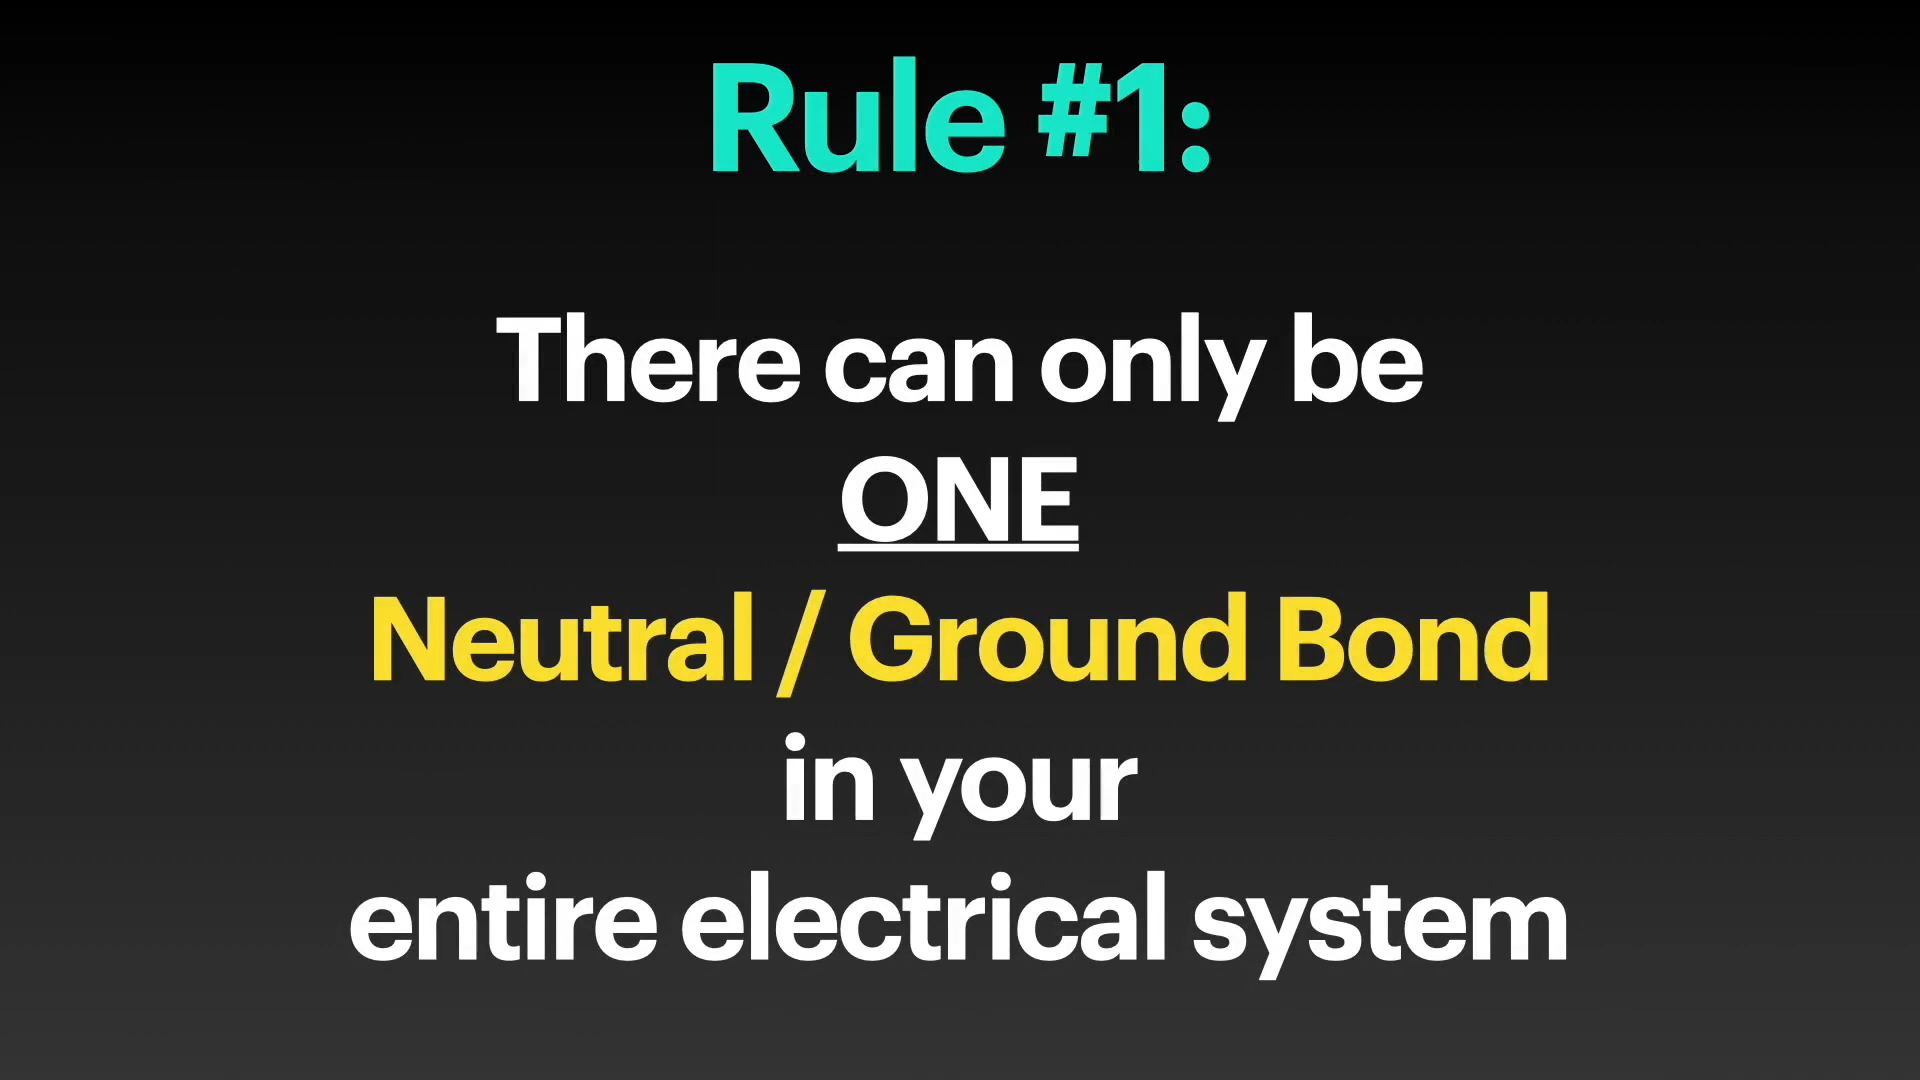 Rule #1:
There can only be
ONE
Neutral / Ground Bond
in your
entire electrical system